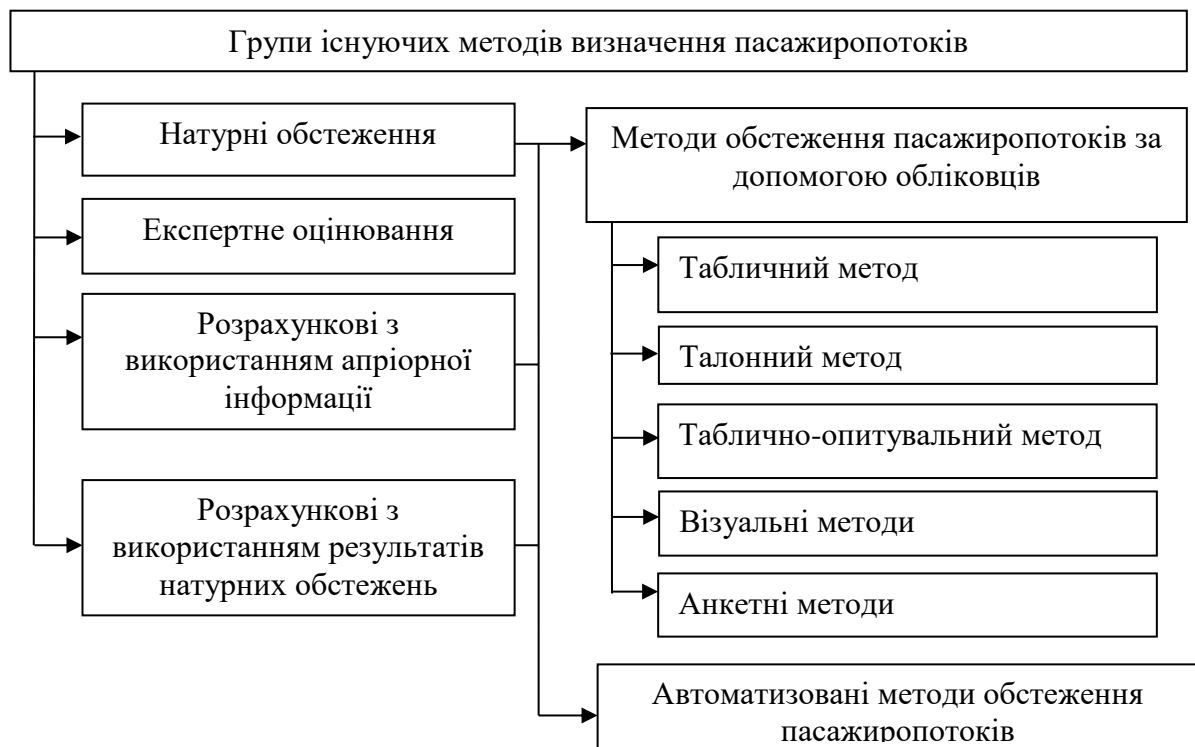 Групи існуючих методів визначення пасажиропотоків
Натурні обстеження
Експертне оцінювання
Розрахункові з
використанням апріорної
інформації
Розрахункові з
використанням результатів
натурних обстежень
Методи обстеження пасажиропотоків за
допомогою обліковців
Табличний метод
Талонний метод
Таблично-опитувальний метод
Візуальні методи
Анкетні методи
Автоматизовані методи обстеження
пасажиропотоків